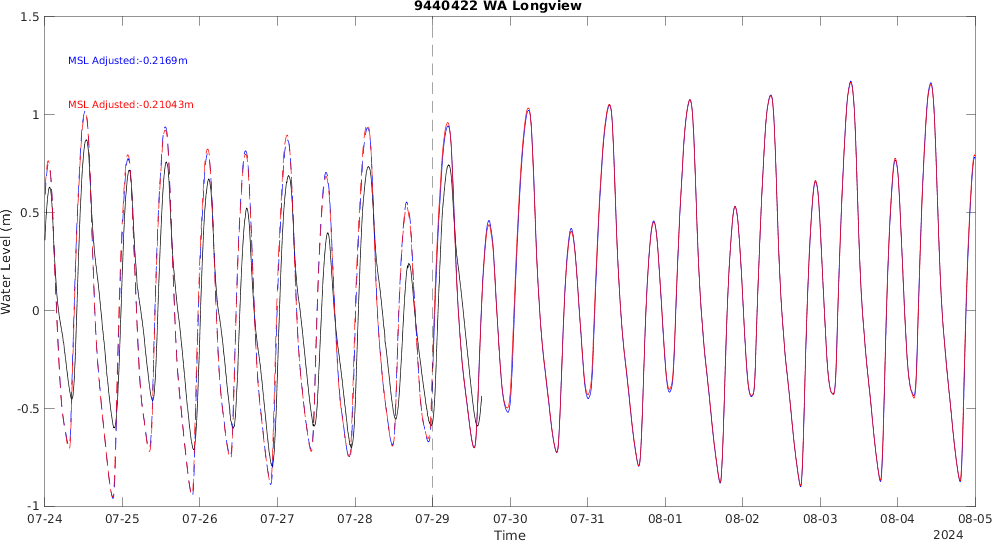 9440422 WA Longview
1.5
MSL Adjusted:-0.2169m
MSL Adjusted:-0.21043m
1
0.5
0
-0.5
-1
Water Level (m)
07-24 07-25 07-26 07-27 07-28 07-29 07-30 07-31 08-01 08-02 08-03 08-04 08-05
Time
2024